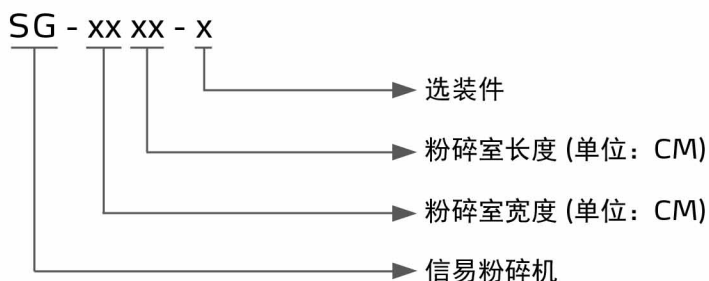 SG - xx xx - x
选装件
粉碎室长度 (单位：CM)
粉碎室宽度 (单位：CM)
信易粉碎机